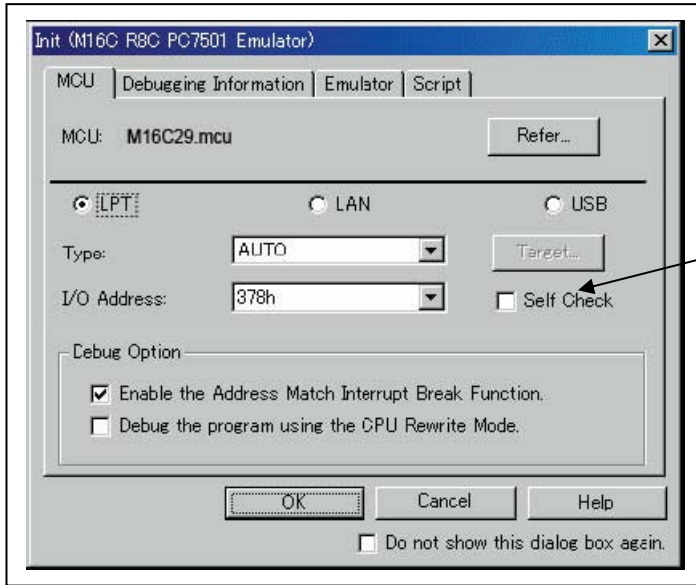 Init (M16C R8C PC7501 Emulator)
MCU Debugging Information Emulator Script
MCU: M16C29.mcu Refer...
LPT LAN USB
Type: AUTO Target...
I/O Address: 378h Self Check
Debug Option
Enable the Address Match Interrupt Break Function.
Debug the program using the CPU Rewrite Mode.
OK Cancel Help
Do not show this dialog box again.